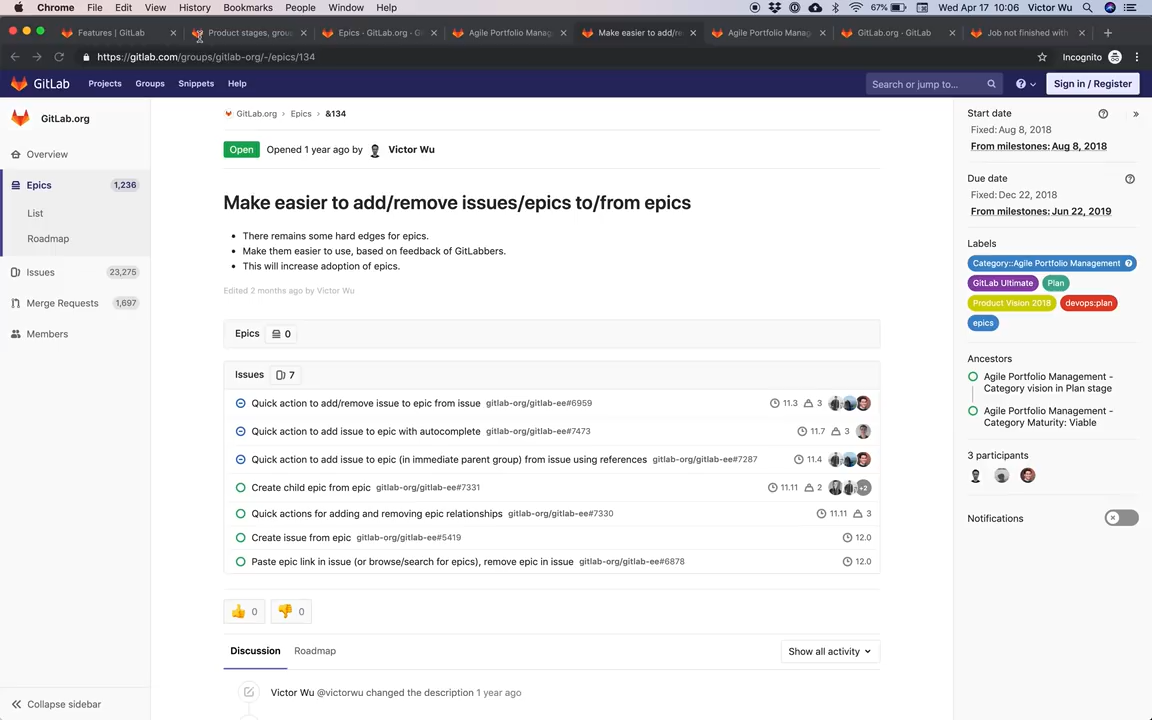 Chrome File Edit View History Bookmarks People Window Help 67% Wed Apr 17 10:06 Victor Wu
Features | GitLab Product stages, grou Epics · GitLab.org · G Agile Portfolio Manag Make easier to add/re Agile Portfolio Manag GitLab.org · GitLab Job not finished with
https://gitlab.com/groups/gitlab-org/-/epics/134 Incognito
GitLab Projects Groups Snippets Help Search or jump to... Sign in / Register
GitLab.org
Overview
Epics 1,236
List
Roadmap
Issues 23,275
Merge Requests 1,697
Members
Collapse sidebar
GitLab.org › Epics › &134
Open Opened 1 year ago by Victor Wu
Make easier to add/remove issues/epics to/from epics
• There remains some hard edges for epics.
• Make them easier to use, based on feedback of GitLabbers.
• This will increase adoption of epics.
Edited 2 months ago by Victor Wu
Epics 0
Issues 7
Quick action to add/remove issue to epic from issue gitlab-org/gitlab-ee#6959 11.3 3
Quick action to add issue to epic with autocomplete gitlab-org/gitlab-ee#7473 11.7 3
Quick action to add issue to epic (in immediate parent group) from issue using references gitlab-org/gitlab-ee#7287 11.4
Create child epic from epic gitlab-org/gitlab-ee#7331 11.11 2 +2
Quick actions for adding and removing epic relationships gitlab-org/gitlab-ee#7330 11.11 3
Create issue from epic gitlab-org/gitlab-ee#5419 12.0
Paste epic link in issue (or browse/search for epics), remove epic in issue gitlab-org/gitlab-ee#6878 12.0
👍 0 👎 0
Discussion Roadmap Show all activity
Victor Wu @victorwu changed the description 1 year ago
Start date
Fixed: Aug 8, 2018
From milestones: Aug 8, 2018
Due date
Fixed: Dec 22, 2018
From milestones: Jun 22, 2019
Labels
Category::Agile Portfolio Management
GitLab Ultimate Plan
Product Vision 2018 devops:plan
epics
Ancestors
Agile Portfolio Management -
Category vision in Plan stage
Agile Portfolio Management -
Category Maturity: Viable
3 participants
Notifications